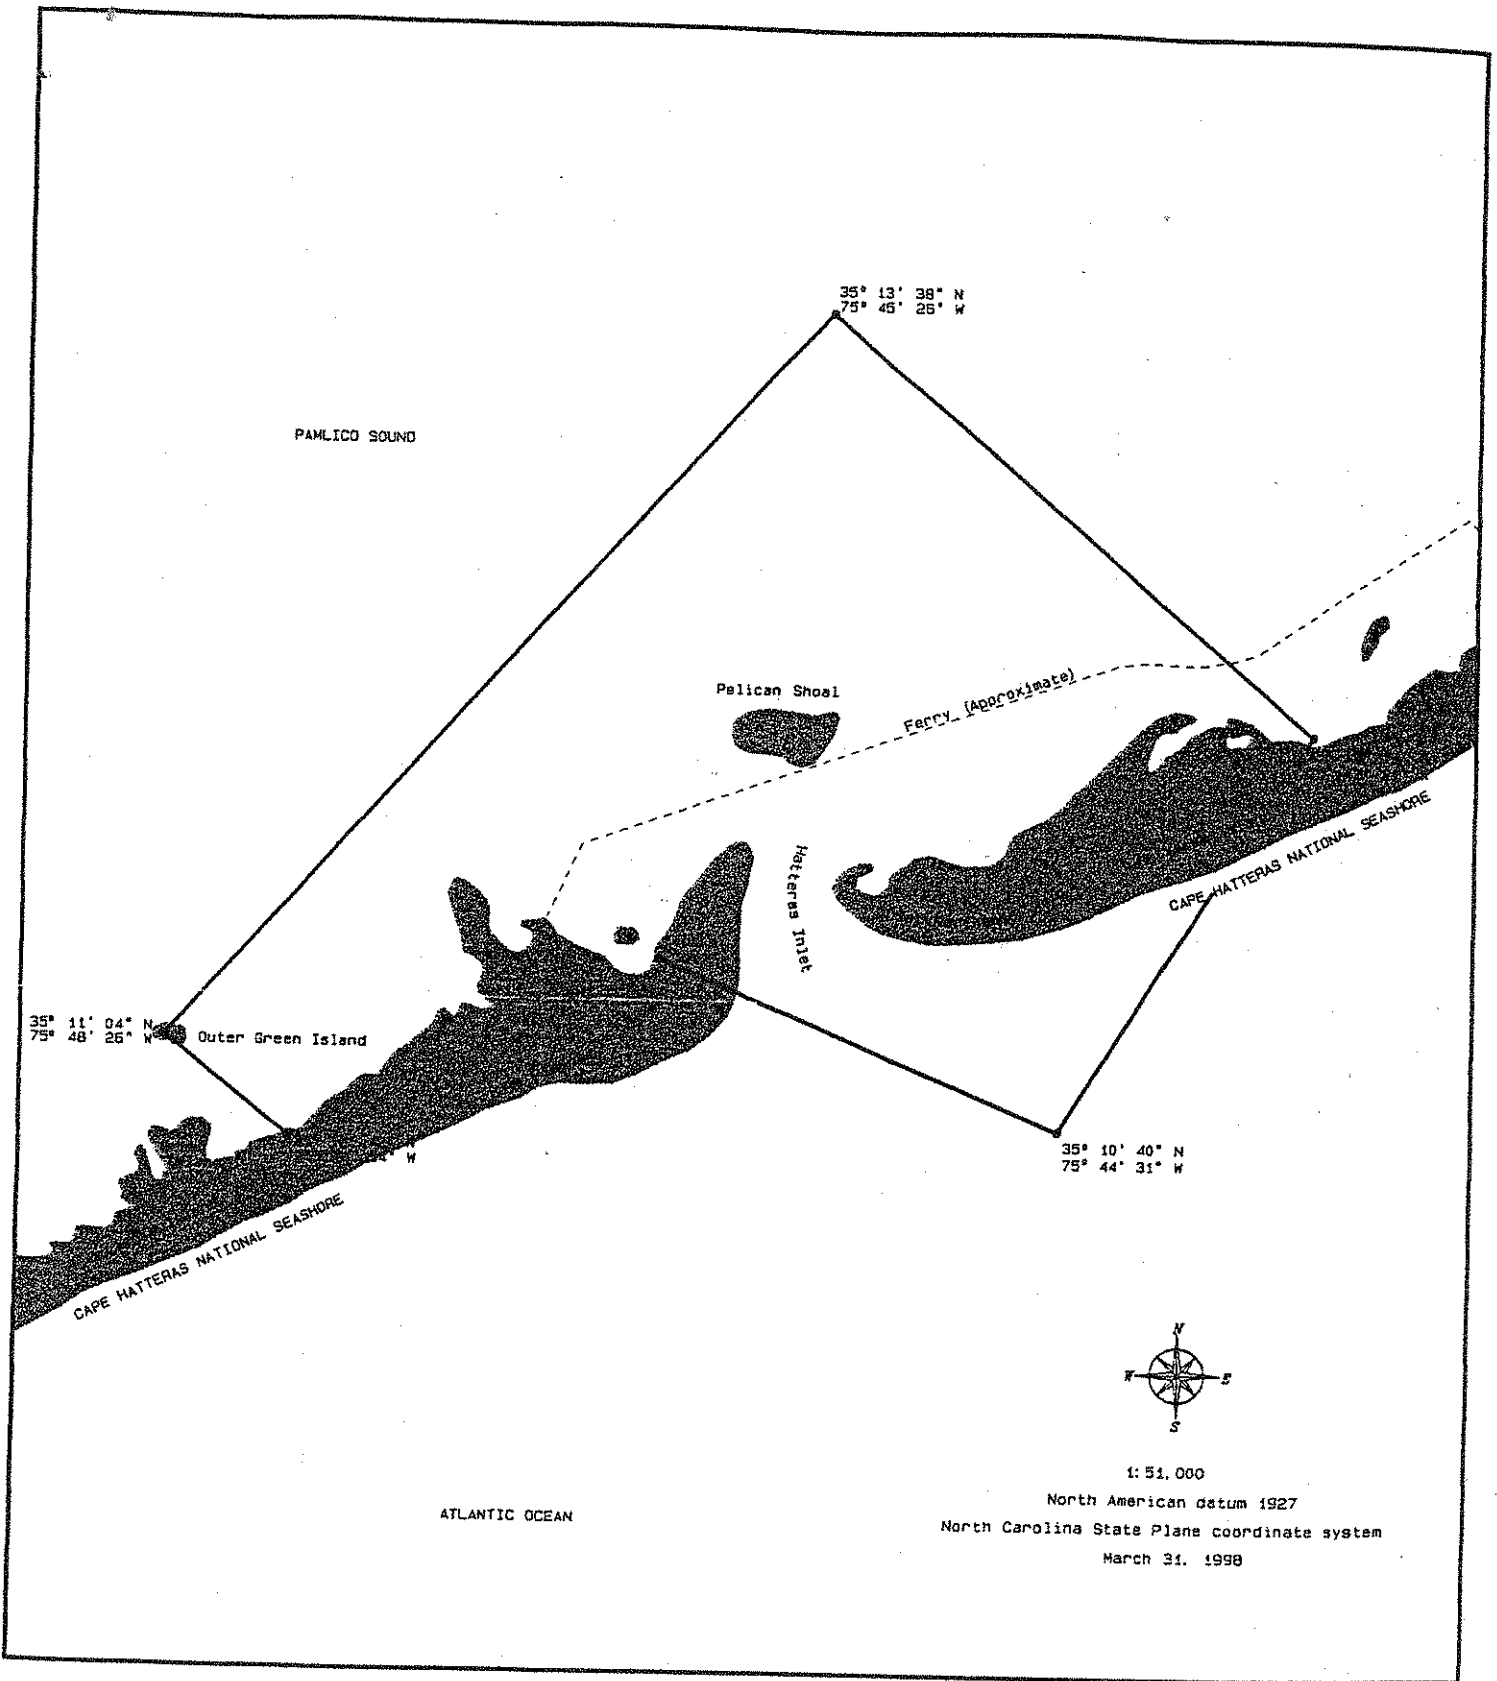 35° 13' 38" N
75° 45' 25" W
PAMLICO SOUND
Pelican Shoal
Ferry (Approximate)
Hatteras Inlet
CAPE HATTERAS NATIONAL SEASHORE
35° 11' 04" N
75° 48' 26" W
Outer Green Island
N
W
35° 10' 40" N
75° 44' 31" W
CAPE HATTERAS NATIONAL SEASHORE
N
W E
S
1:51,000
ATLANTIC OCEAN
North American datum 1927
North Carolina State Plane coordinate system
March 31. 1998